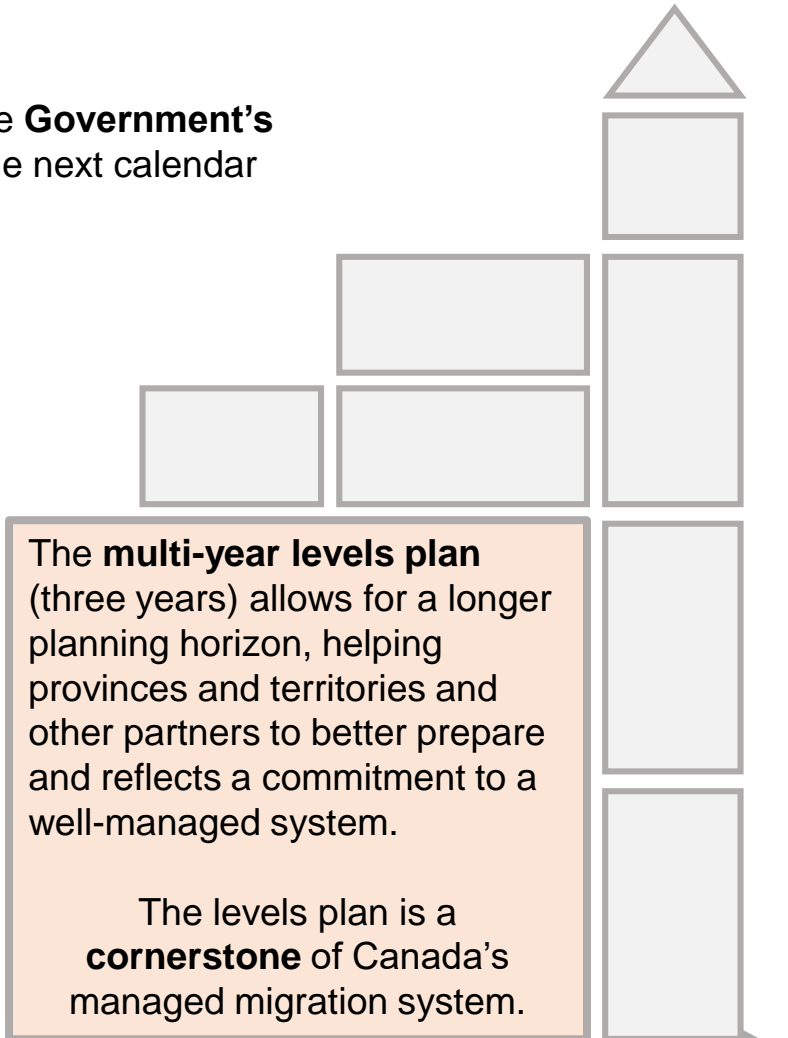 e Government’s
e next calendar
The multi-year levels plan
(three years) allows for a longer
planning horizon, helping
provinces and territories and
other partners to better prepare
and reflects a commitment to a
well-managed system.
The levels plan is a
cornerstone of Canada’s
managed migration system.